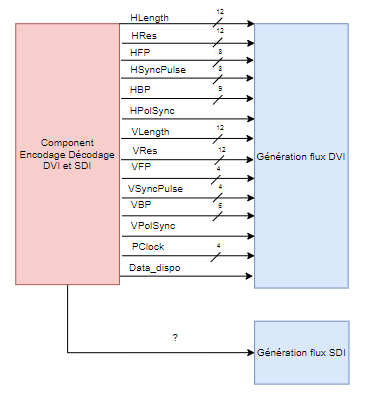 HLength
12
HRes
12
HFP
8
HSyncPulse
8
HBP
9
HPolSync
VLength
12
VRes
12
VFP
4
VSyncPulse
4
VBP
6
VPolSync
PClock
4
Data_dispo
Component
Encodage Décodage
DVI et SDI
Génération flux DVI
?
Génération flux SDI